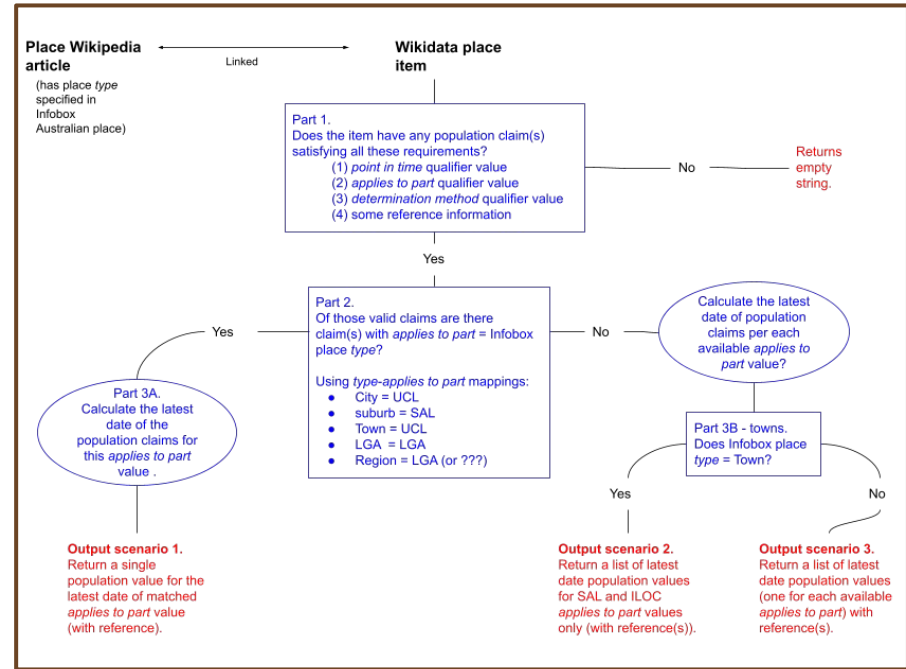 Place Wikipedia
article
(has place type
specified in
Infobox
Australian place)
Linked
Wikidata place
item
Part 1.
Does the item have any population claim(s)
satisfying all these requirements?
(1) point in time qualifier value
(2) applies to part qualifier value
(3) determination method qualifier value
(4) some reference information
No
Returns
empty
string.
Yes
Part 2.
Of those valid claims are there
claim(s) with applies to part = Infobox
place type?
Using type-applies to part mappings:
● City = UCL
● suburb = SAL
● Town = UCL
● LGA = LGA
● Region = LGA (or ???)
Yes
Part 3A.
Calculate the latest
date of the
population claims for
this applies to part
value .
Output scenario 1.
Return a single
population value for the
latest date of matched
applies to part value
(with reference).
No
Calculate the latest
date of population
claims per each
available applies to
part value?
Part 3B - towns.
Does Infobox place
type = Town?
Yes
No
Output scenario 2.
Return a list of latest
date population values
for SAL and ILOC
applies to part values
only (with reference(s)).
Output scenario 3.
Return a list of latest
date population values
(one for each available
applies to part) with
reference(s).